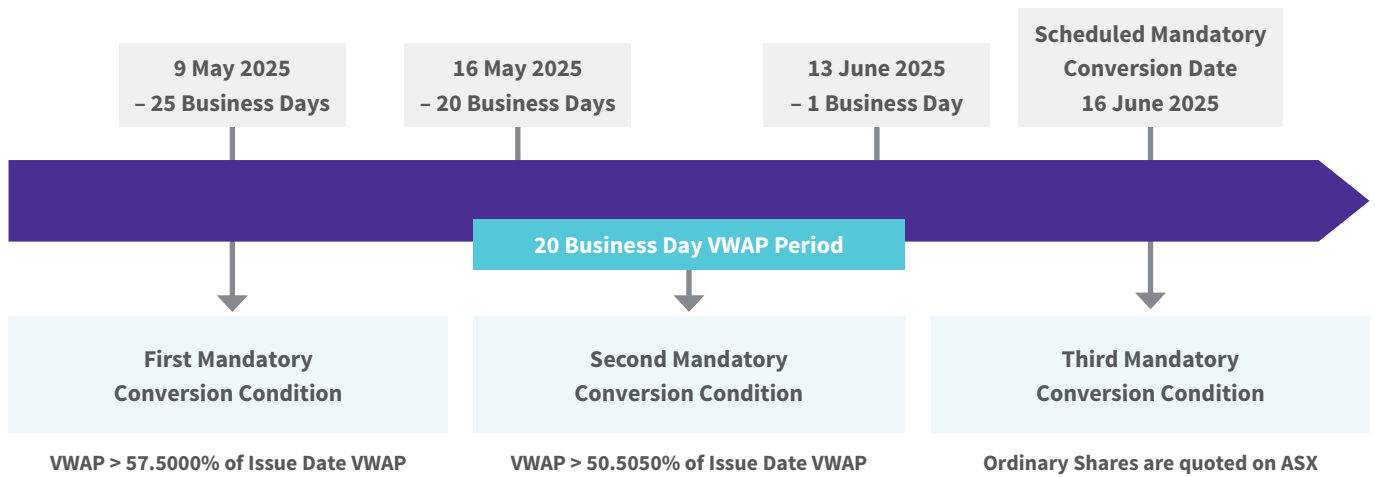 9 May 2025
– 25 Business Days
16 May 2025
– 20 Business Days
13 June 2025
– 1 Business Day
Scheduled Mandatory
Conversion Date
16 June 2025
20 Business Day VWAP Period
First Mandatory
Conversion Condition
Second Mandatory
Conversion Condition
Third Mandatory
Conversion Condition
VWAP > 57.5000% of Issue Date VWAP
VWAP > 50.5050% of Issue Date VWAP
Ordinary Shares are quoted on ASX